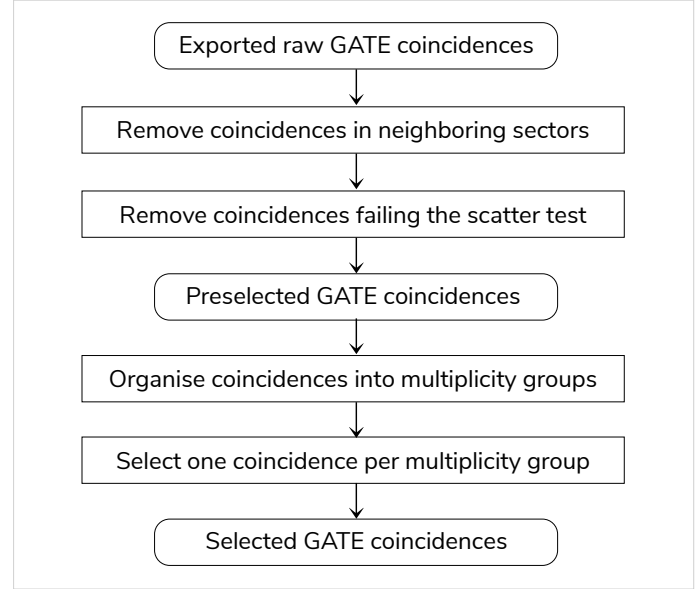 Exported raw GATE coincidences
Remove coincidences in neighboring sectors
Remove coincidences failing the scatter test
Preselected GATE coincidences
Organise coincidences into multiplicity groups
Select one coincidence per multiplicity group
Selected GATE coincidences